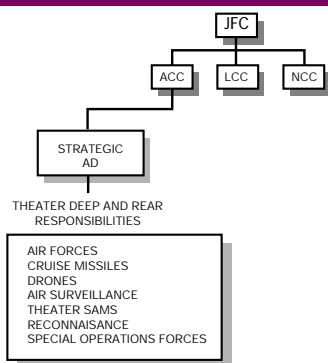 JFC
ACC
LCC
NCC
STRATEGIC
AD
THEATER DEEP AND REAR
RESPONSIBILITIES
AIR FORCES
CRUISE MISSILES
DRONES
AIR SURVEILLANCE
THEATER SAMS
RECONNAISANCE
SPECIAL OPERATIONS FORCES